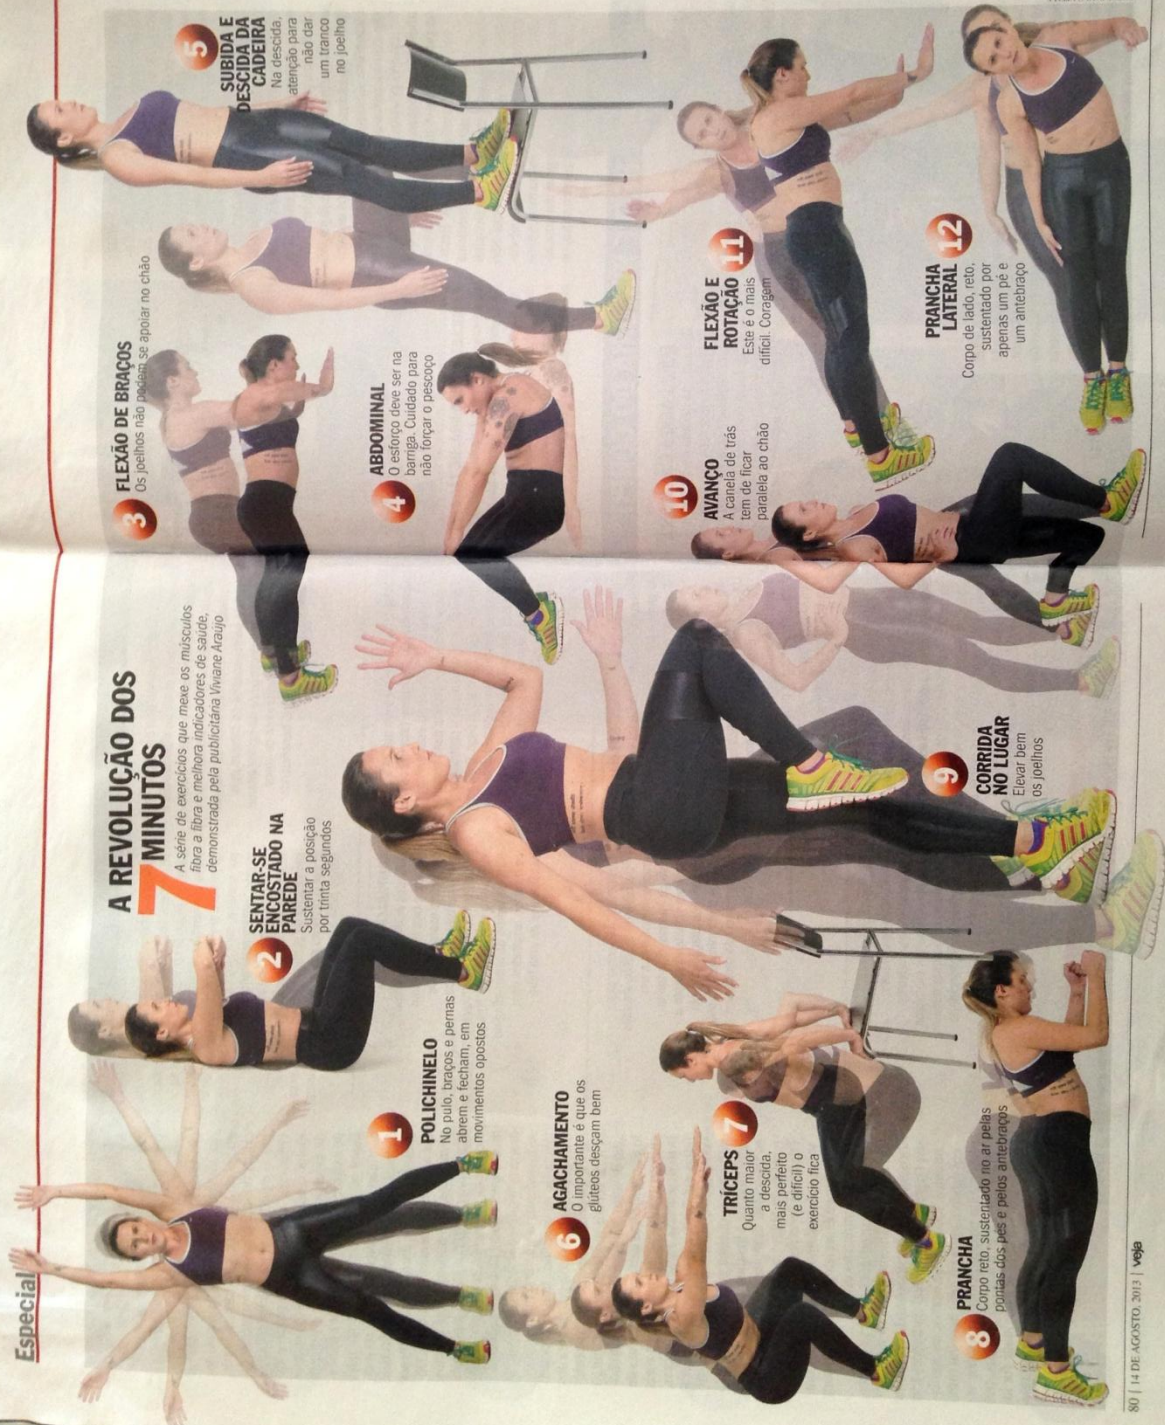 Especial
A REVOLUÇÃO DOS
7 MINUTOS
A série de exercícios que mexe os músculos
fibra a fibra e melhora indicadores de saúde,
demonstrada pela publicitária Viviane Araújo
1
POLICHINELO
No pulo, braços e pernas
abrem e fecham, em
movimentos opostos
2
SENTAR-SE
ENCOSTADO NA
PAREDE
Sustentar a posição
por trinta segundos
3
FLEXÃO DE BRAÇOS
Os joelhos não podem se apoiar no chão
4
ABDOMINAL
O esforço deve ser na
barriga. Cuidado para
não forçar o pescoço
5
SUBIDA E
DESCIDA DA
CADEIRA
Na descida,
atenção para
não dar
um tranco
no joelho
6
AGACHAMENTO
O importante é que os
glúteos desçam bem
7
TRÍCEPS
Quanto maior
a descida,
mais perfeito
(e difícil) o
exercício fica
8
PRANCHA
Corpo reto, sustentado no ar pelas
pontas dos pés e pelos antebraços
9
CORRIDA
NO LUGAR
Elevar bem
os joelhos
10
AVANÇO
A canela de trás
tem de ficar
paralela ao chão
11
FLEXÃO E
ROTAÇÃO
Este é o mais
difícil. Coragem
12
PRANCHA
LATERAL
Corpo de lado, reto,
sustentado por
apenas um pé e
um antebraço
80 | 14 DE AGOSTO, 2013 | veja